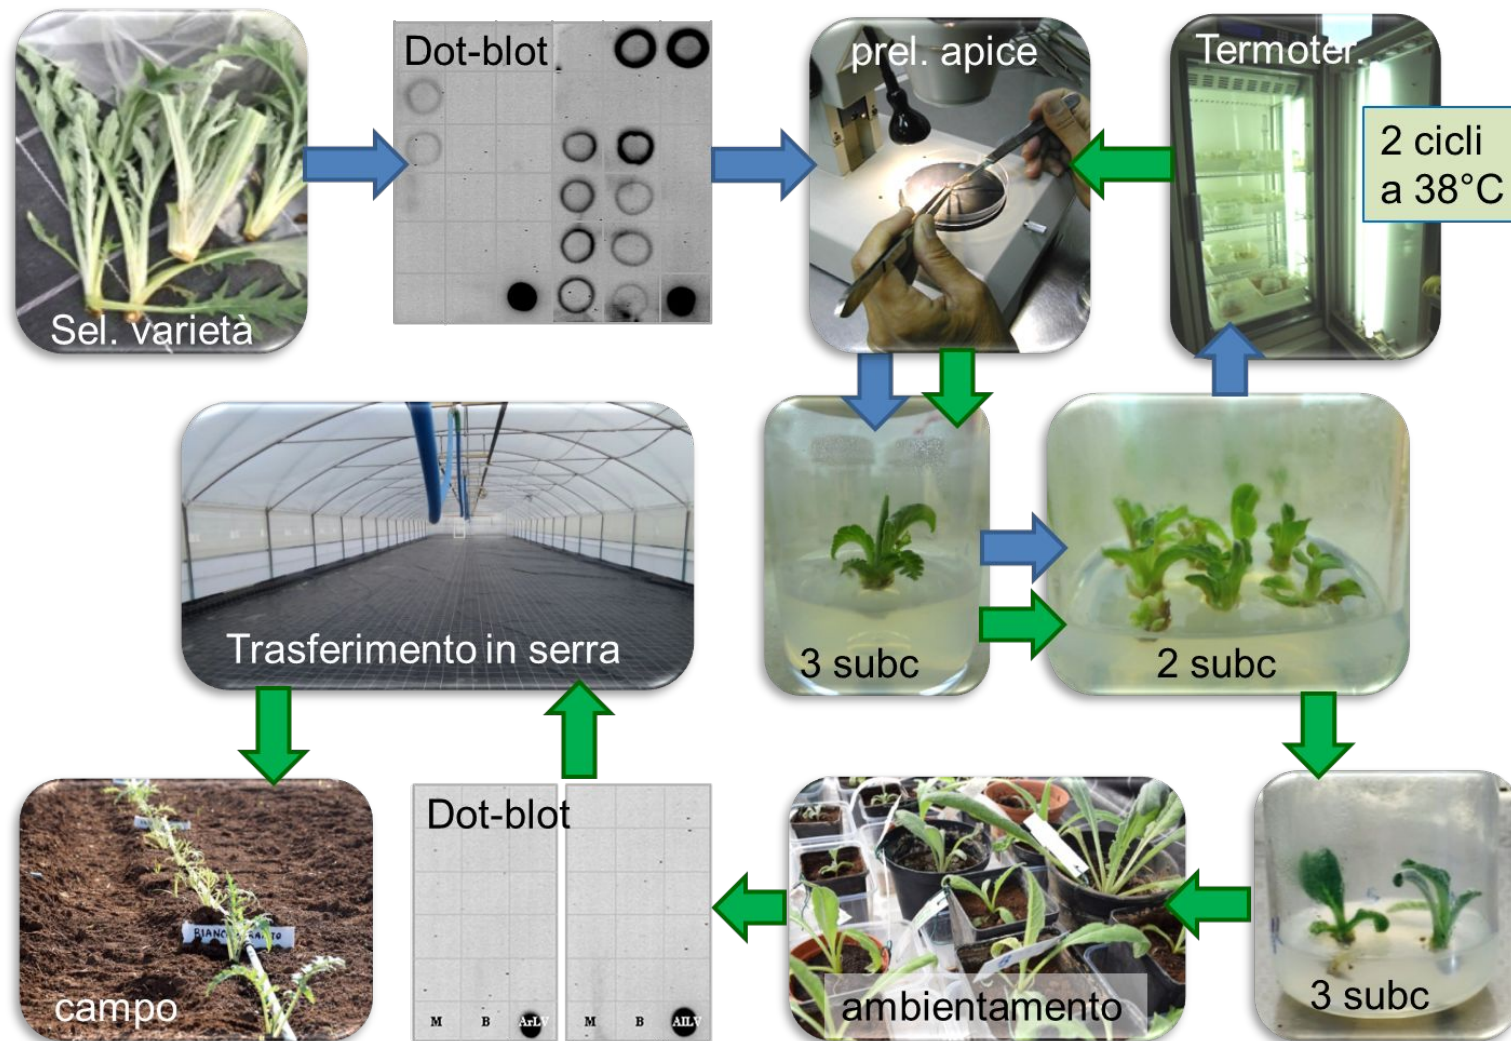 Dot-blot
prel. apice
Termoter.
2 cicli
a 38°C
Sel. varietà
Trasferimento in serra
3 subc
2 subc
Dot-blot
campo
M
B
ArLV
M
B
AILV
ambientamento
3 subc